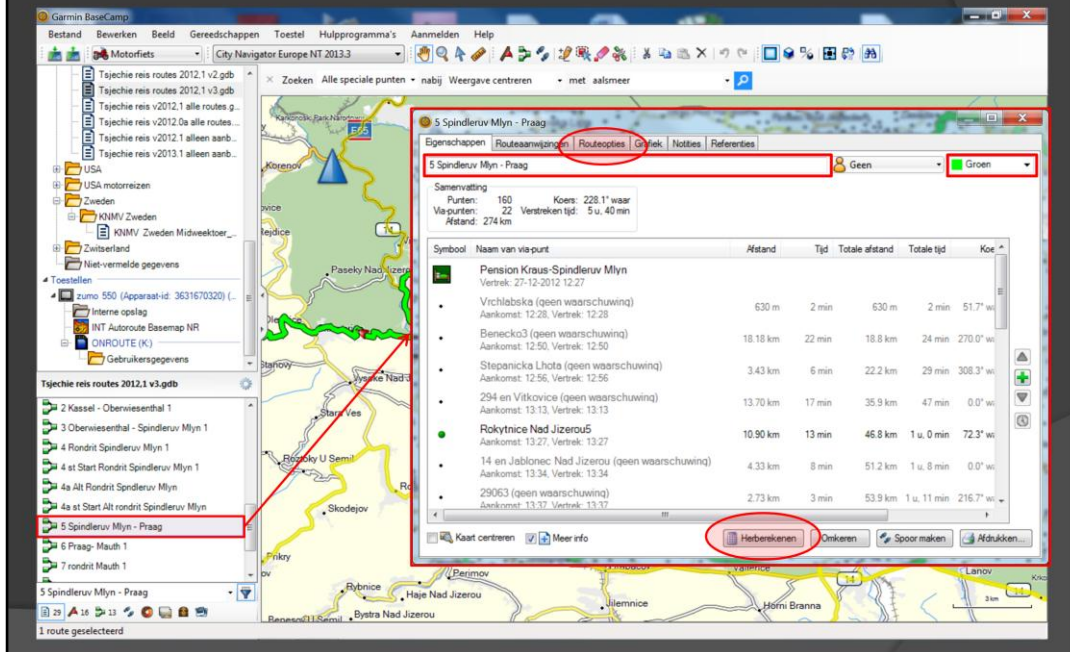 Garmin BaseCamp
Bestand Bewerken Beeld Gereedschappen Toestel Hulpprogramma's Aanmelden Help
Motorfiets City Navigator Europe NT 2013.3
Zoeken Alle speciale punten nabij Weergave centreren met aalsmeer
Tsjechie reis routes 2012,1 v2.gdb
Tsjechie reis routes 2012,1 v3.gdb
Tsjechie reis v2012,1 alle routes.g...
Tsjechie reis v2012.0a alle routes....
Tsjechie reis v2012.1 alleen aanb...
Tsjechie reis v2013.1 alleen aanb...
USA
USA motorreizen
Zweden
KNMV Zweden
KNMV Zweden Midweektoer_...
Zwitserland
Niet-vermelde gegevens
Toestellen
zumo 550 (Apparaat-id: 3631670320) (...
Interne opslag
INT Autoroute Basemap NR
ONROUTE (K:)
Gebruikersgegevens
Tsjechie reis routes 2012,1 v3.gdb
2 Kassel - Oberwiesenthal 1
3 Oberwiesenthal - Spindleruv Mlyn 1
4 Rondrit Spindleruv Mlyn 1
4 st Start Rondrit Spindleruv Mlyn 1
4a Alt Rondrit Spndleruv Mlyn
4a st Start Alt rondrit Spindleruv Mlyn
5 Spindleruv Mlyn - Praag
6 Praag- Mauth 1
7 rondrit Mauth 1
5 Spindleruv Mlyn - Praag
29 16 13
1 route geselecteerd
E65
Korenov
14
Rejdice
Paseky Nad Jizero
Stara Ves
Roztoky U Semil
Skodejov
Perimov
Rybnice
Haje Nad Jizerou
Bystra Nad Jizerou
Jilemnice
Horni Branna
14
Lanov
3 km
5 Spindleruv Mlyn - Praag
Eigenschappen Routeaanwijzingen Routeopties Grafiek Notities Referenties
5 Spindleruv Mlyn - Praag Geen Groen
Samenvatting
Punten: 160 Koers: 228.1° waar
Via-punten: 22 Verstreken tijd: 5 u, 40 min
Afstand: 274 km
Symbool Naam van via-punt Afstand Tijd Totale afstand Totale tijd Koe
Pension Kraus-Spindleruv Mlyn
Vertrek: 27-12-2012 12:27
Vrchlabska (geen waarschuwing) 630 m 2 min 630 m 2 min 51.7° wa
Aankomst: 12:28, Vertrek: 12:28
Benecko3 (geen waarschuwing) 18.18 km 22 min 18.8 km 24 min 270.0° wa
Aankomst: 12:50, Vertrek: 12:50
Stepanicka Lhota (geen waarschuwing) 3.43 km 6 min 22.2 km 29 min 308.3° wa
Aankomst: 12:56, Vertrek: 12:56
294 en Vitkovice (geen waarschuwing) 13.70 km 17 min 35.9 km 47 min 0.0° wa
Aankomst: 13:13, Vertrek: 13:13
Rokytnice Nad Jizerou5 10.90 km 13 min 46.8 km 1 u, 0 min 72.3° wa
Aankomst: 13:27, Vertrek: 13:27
14 en Jablonec Nad Jizerou (geen waarschuwing) 4.33 km 8 min 51.2 km 1 u, 8 min 0.0° wa
Aankomst: 13:34, Vertrek: 13:34
29063 (geen waarschuwing) 2.73 km 3 min 53.9 km 1 u, 11 min 216.7° wa
Aankomst: 13:37, Vertrek: 13:37
Kaart centreren Meer info Herberekenen Omkeren Spoor maken Afdrukken...